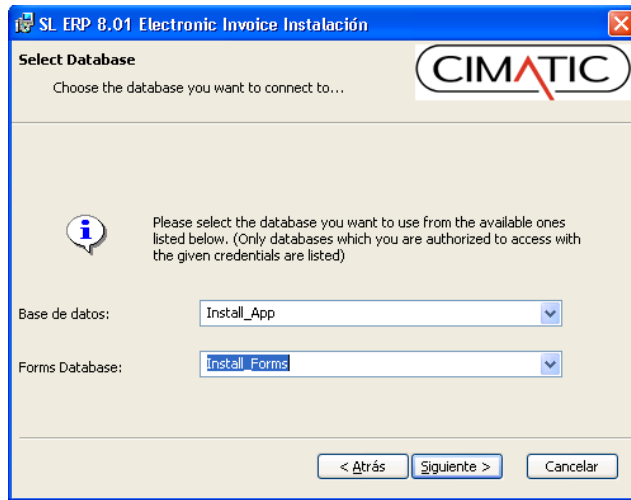 SL ERP 8.01 Electronic Invoice Instalación
Select Database
Choose the database you want to connect to...
CIMATIC
Please select the database you want to use from the available ones
listed below. (Only databases which you are authorized to access with
the given credentials are listed)
Base de datos:
Install_App
Forms Database:
Install_Forms
< Atrás
Siguiente >
Cancelar